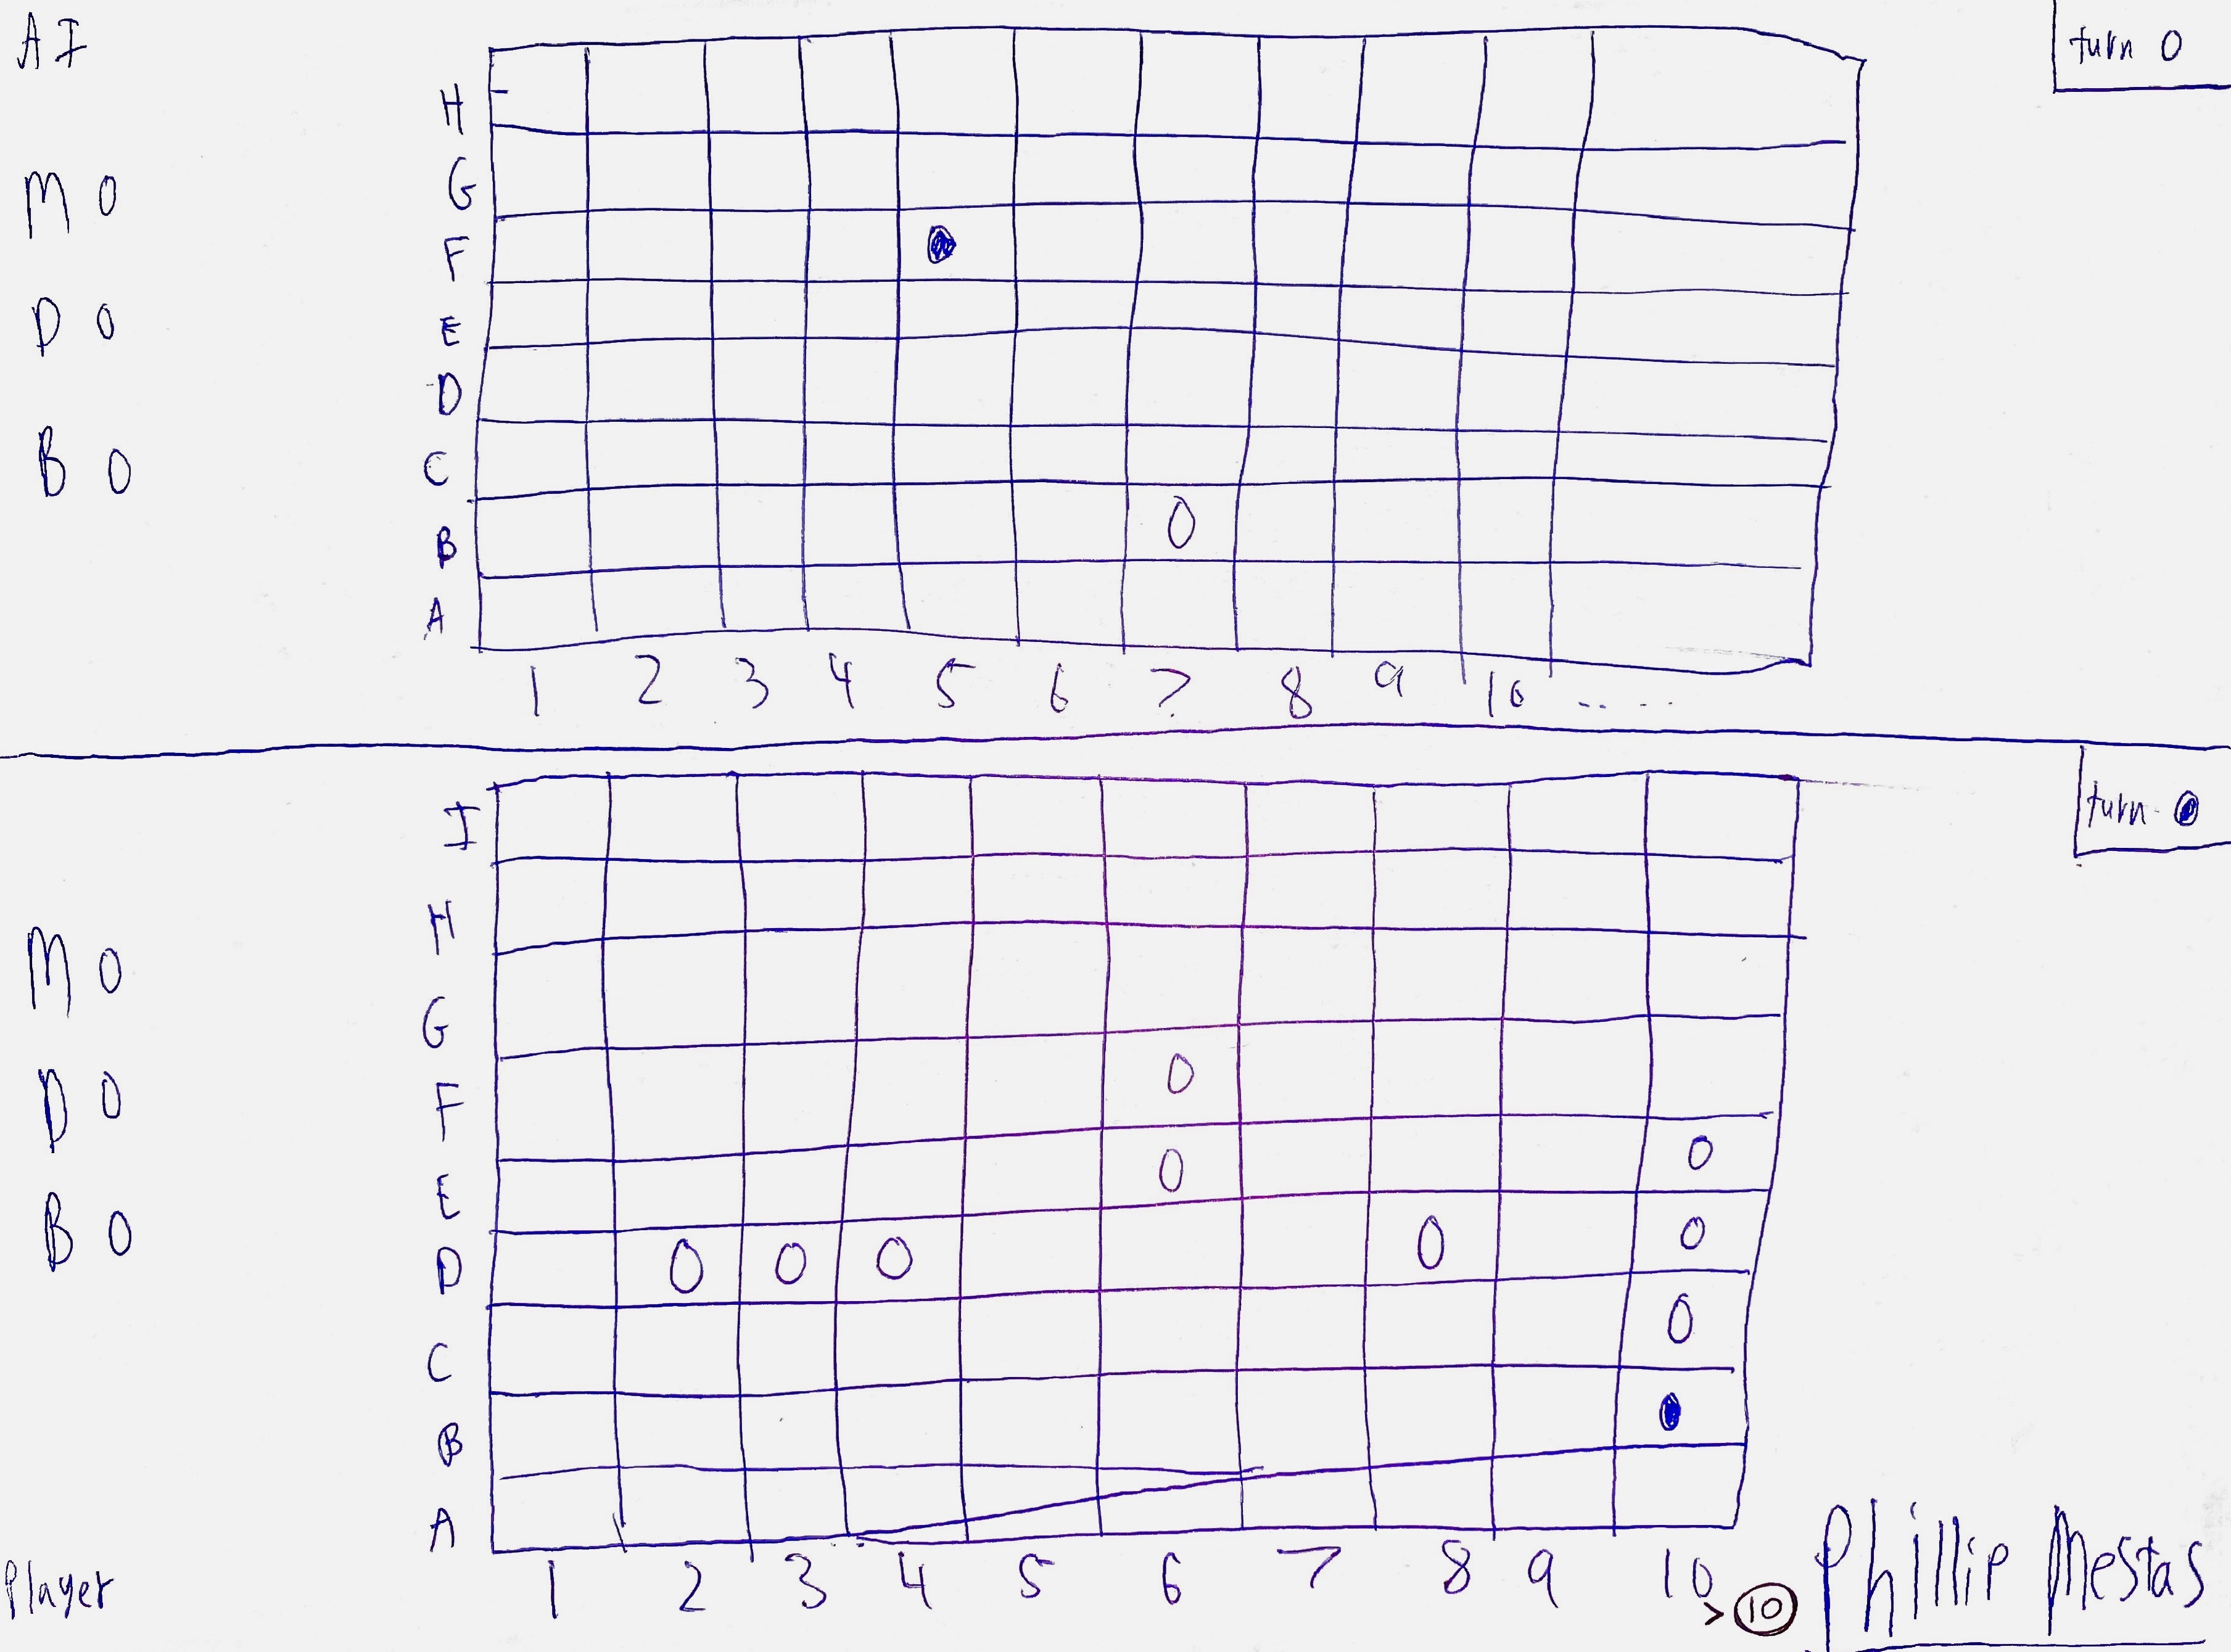 AI
turn 0
H
M 0
G
F
D 0
E
D
B 0
C
B 0
A
1 2 3 4 5 6 7 8 9 10 .....
I
turn
H
M 0
G
F 0
D 0
E 0 0
B 0
D 0 0 0 0 0
C 0
B
A
1 2 3 4 5 6 7 8 9 10
Player
> 10
Phillip Mestas